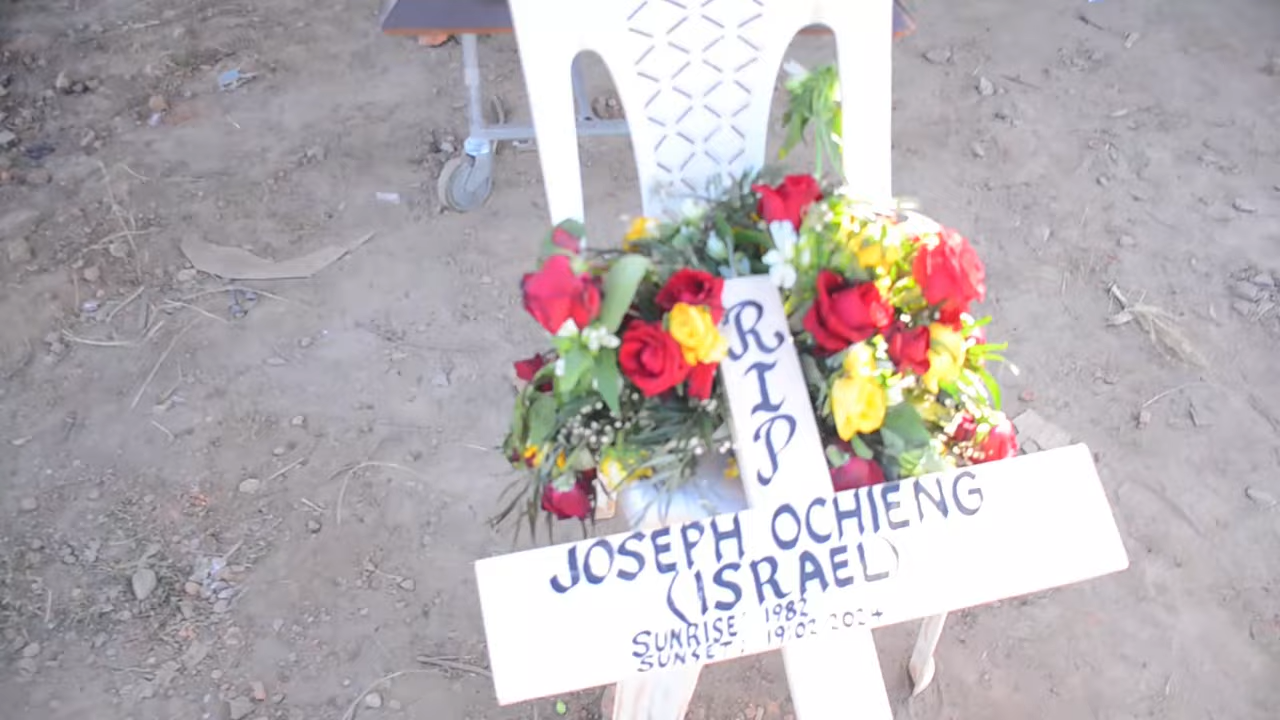 RIP
JOSEPH OCHIENG
(ISRAEL)
SUNRISE: 1982
SUNSET: 19:02:2024